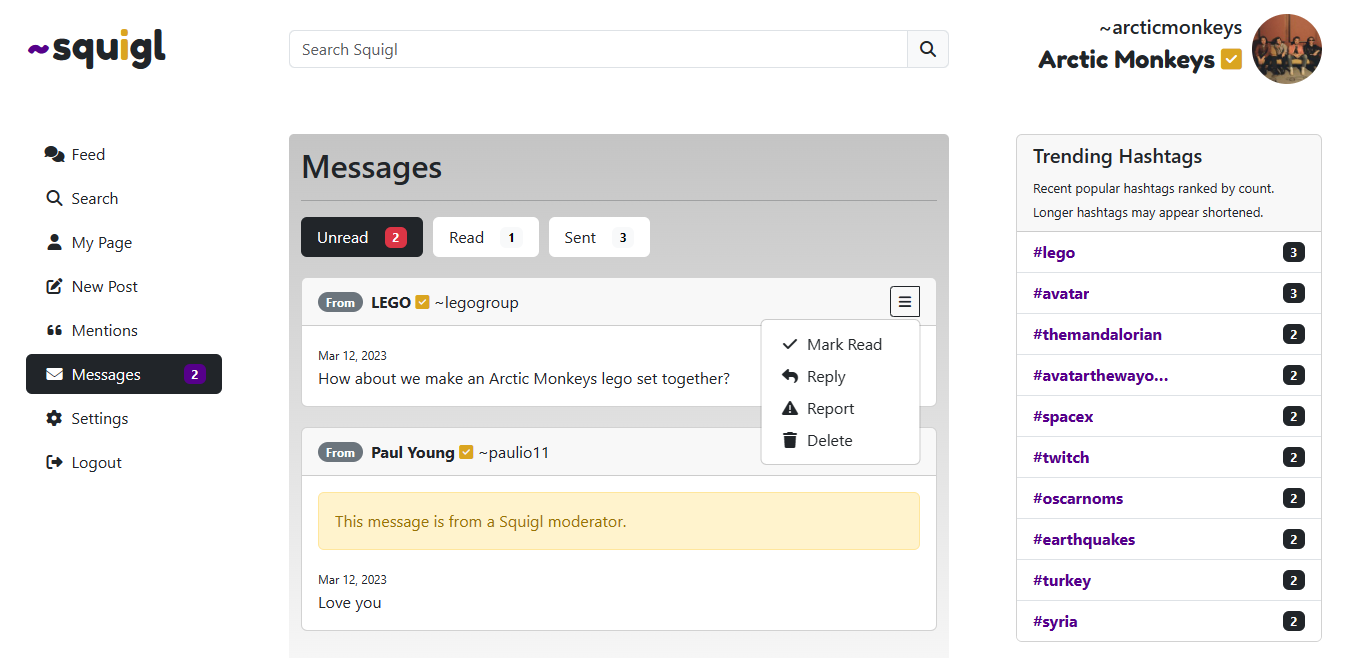 ~squigl
Search Squigl
~arcticmonkeys
Arctic Monkeys
Feed
Search
My Page
New Post
Mentions
Messages 2
Settings
Logout
Messages
Unread 2
Read 1
Sent 3
From LEGO ~legogroup
Mar 12, 2023
How about we make an Arctic Monkeys lego set together?
Mark Read
Reply
Report
Delete
From Paul Young ~paulio11
This message is from a Squigl moderator.
Mar 12, 2023
Love you
Trending Hashtags
Recent popular hashtags ranked by count.
Longer hashtags may appear shortened.
#lego 3
#avatar 3
#themandalorian 2
#avatarthewayo... 2
#spacex 2
#twitch 2
#oscarnoms 2
#earthquakes 2
#turkey 2
#syria 2